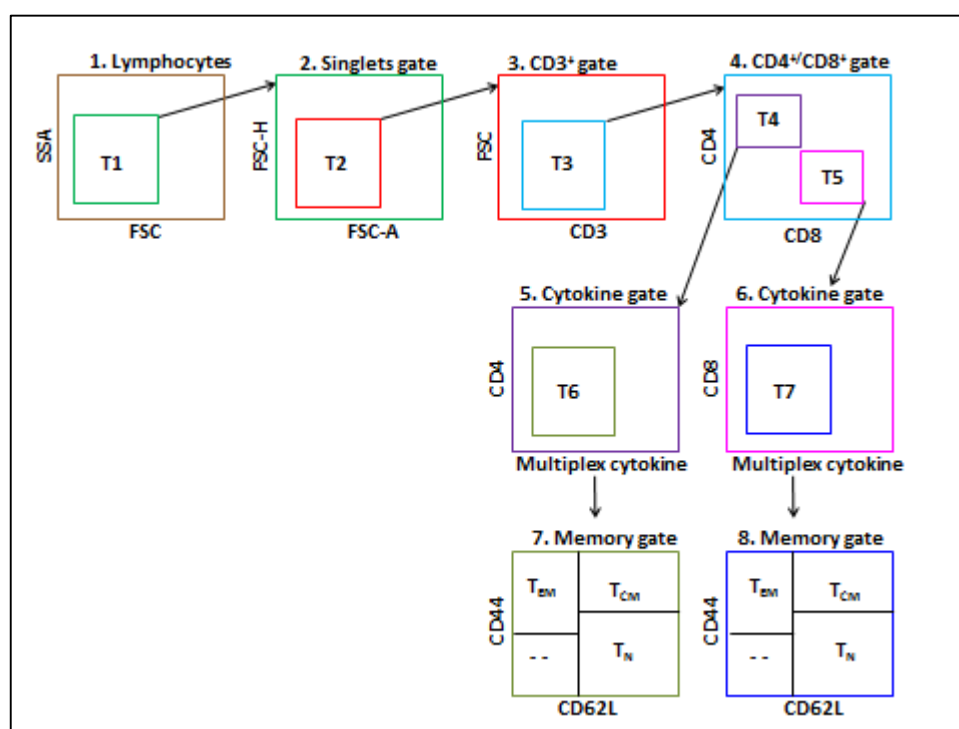 1. Lymphocytes
2. Singlets gate
3. CD3⁺ gate
4. CD4⁺/CD8⁺ gate
SSA
T1
FSC
FSC-H
T2
FSC-A
FSC
T3
CD3
CD4
T4
T5
CD8
5. Cytokine gate
6. Cytokine gate
CD4
T6
Multiplex cytokine
CD8
T7
Multiplex cytokine
7. Memory gate
8. Memory gate
CD44
T_EM
T_CM
- -
T_N
CD62L
CD44
T_EM
T_CM
- -
T_N
CD62L